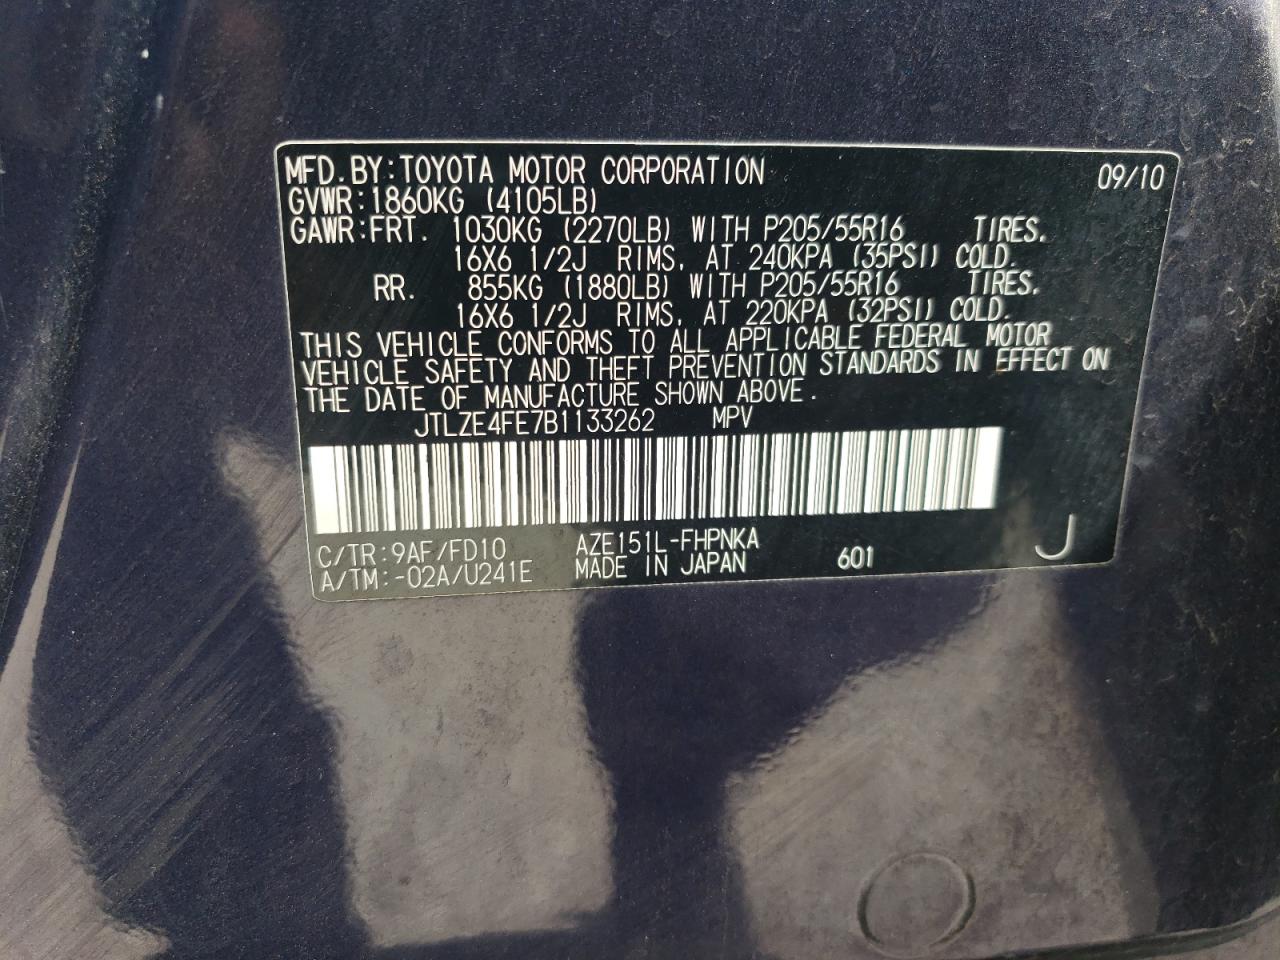 MFD.BY:TOYOTA MOTOR CORPORATION 09/10
GVWR:1860KG (4105LB)
GAWR:FRT. 1030KG (2270LB) WITH P205/55R16 TIRES,
16X6 1/2J RIMS, AT 240KPA (35PSI) COLD.
RR. 855KG (1880LB) WITH P205/55R16 TIRES,
16X6 1/2J RIMS, AT 220KPA (32PSI) COLD.
THIS VEHICLE CONFORMS TO ALL APPLICABLE FEDERAL MOTOR
VEHICLE SAFETY AND THEFT PREVENTION STANDARDS IN EFFECT ON
THE DATE OF MANUFACTURE SHOWN ABOVE.
JTLZE4FE7B1133262 MPV
C/TR:9AF/FD10 AZE151L-FHPNKA
A/TM:-02A/U241E MADE IN JAPAN 601 J